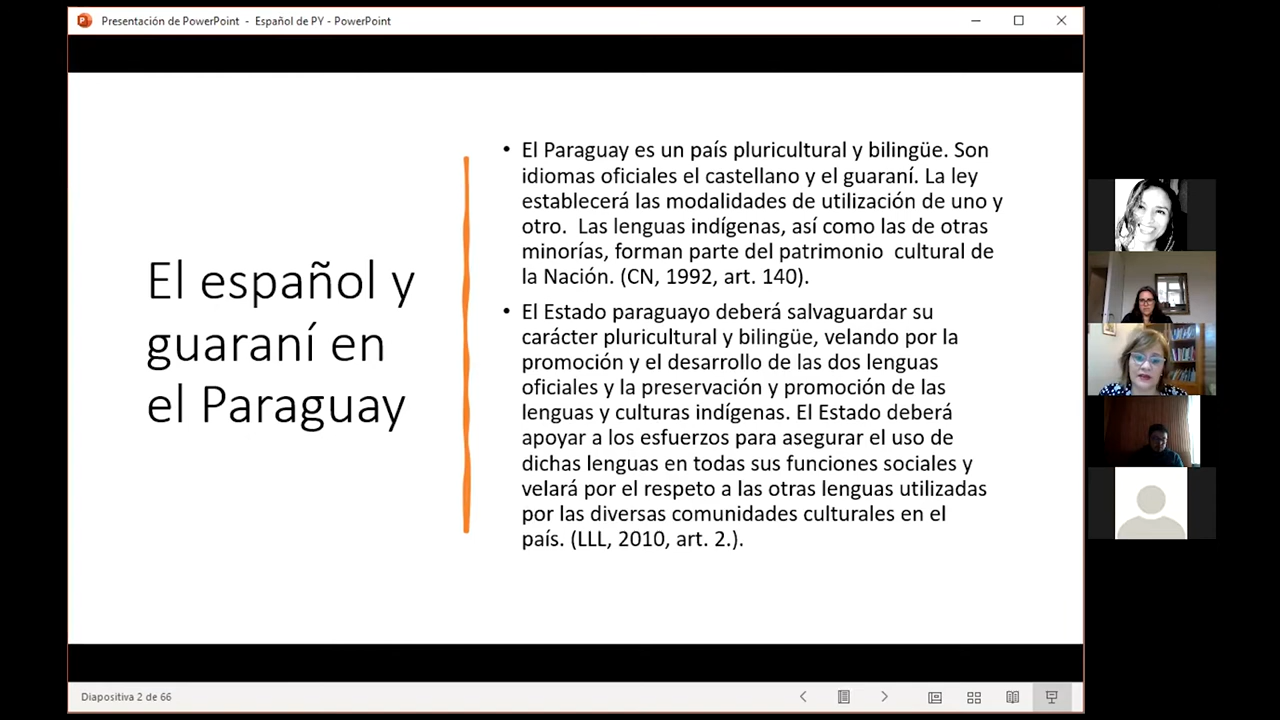 Presentación de PowerPoint - Español de PY - PowerPoint
El español y
guaraní en
el Paraguay
• El Paraguay es un país pluricultural y bilingüe. Son
idiomas oficiales el castellano y el guaraní. La ley
establecerá las modalidades de utilización de uno y
otro.  Las lenguas indígenas, así como las de otras
minorías, forman parte del patrimonio  cultural de
la Nación. (CN, 1992, art. 140).
• El Estado paraguayo deberá salvaguardar su
carácter pluricultural y bilingüe, velando por la
promoción y el desarrollo de las dos lenguas
oficiales y la preservación y promoción de las
lenguas y culturas indígenas. El Estado deberá
apoyar a los esfuerzos para asegurar el uso de
dichas lenguas en todas sus funciones sociales y
velará por el respeto a las otras lenguas utilizadas
por las diversas comunidades culturales en el
país. (LLL, 2010, art. 2.).
Diapositiva 2 de 66